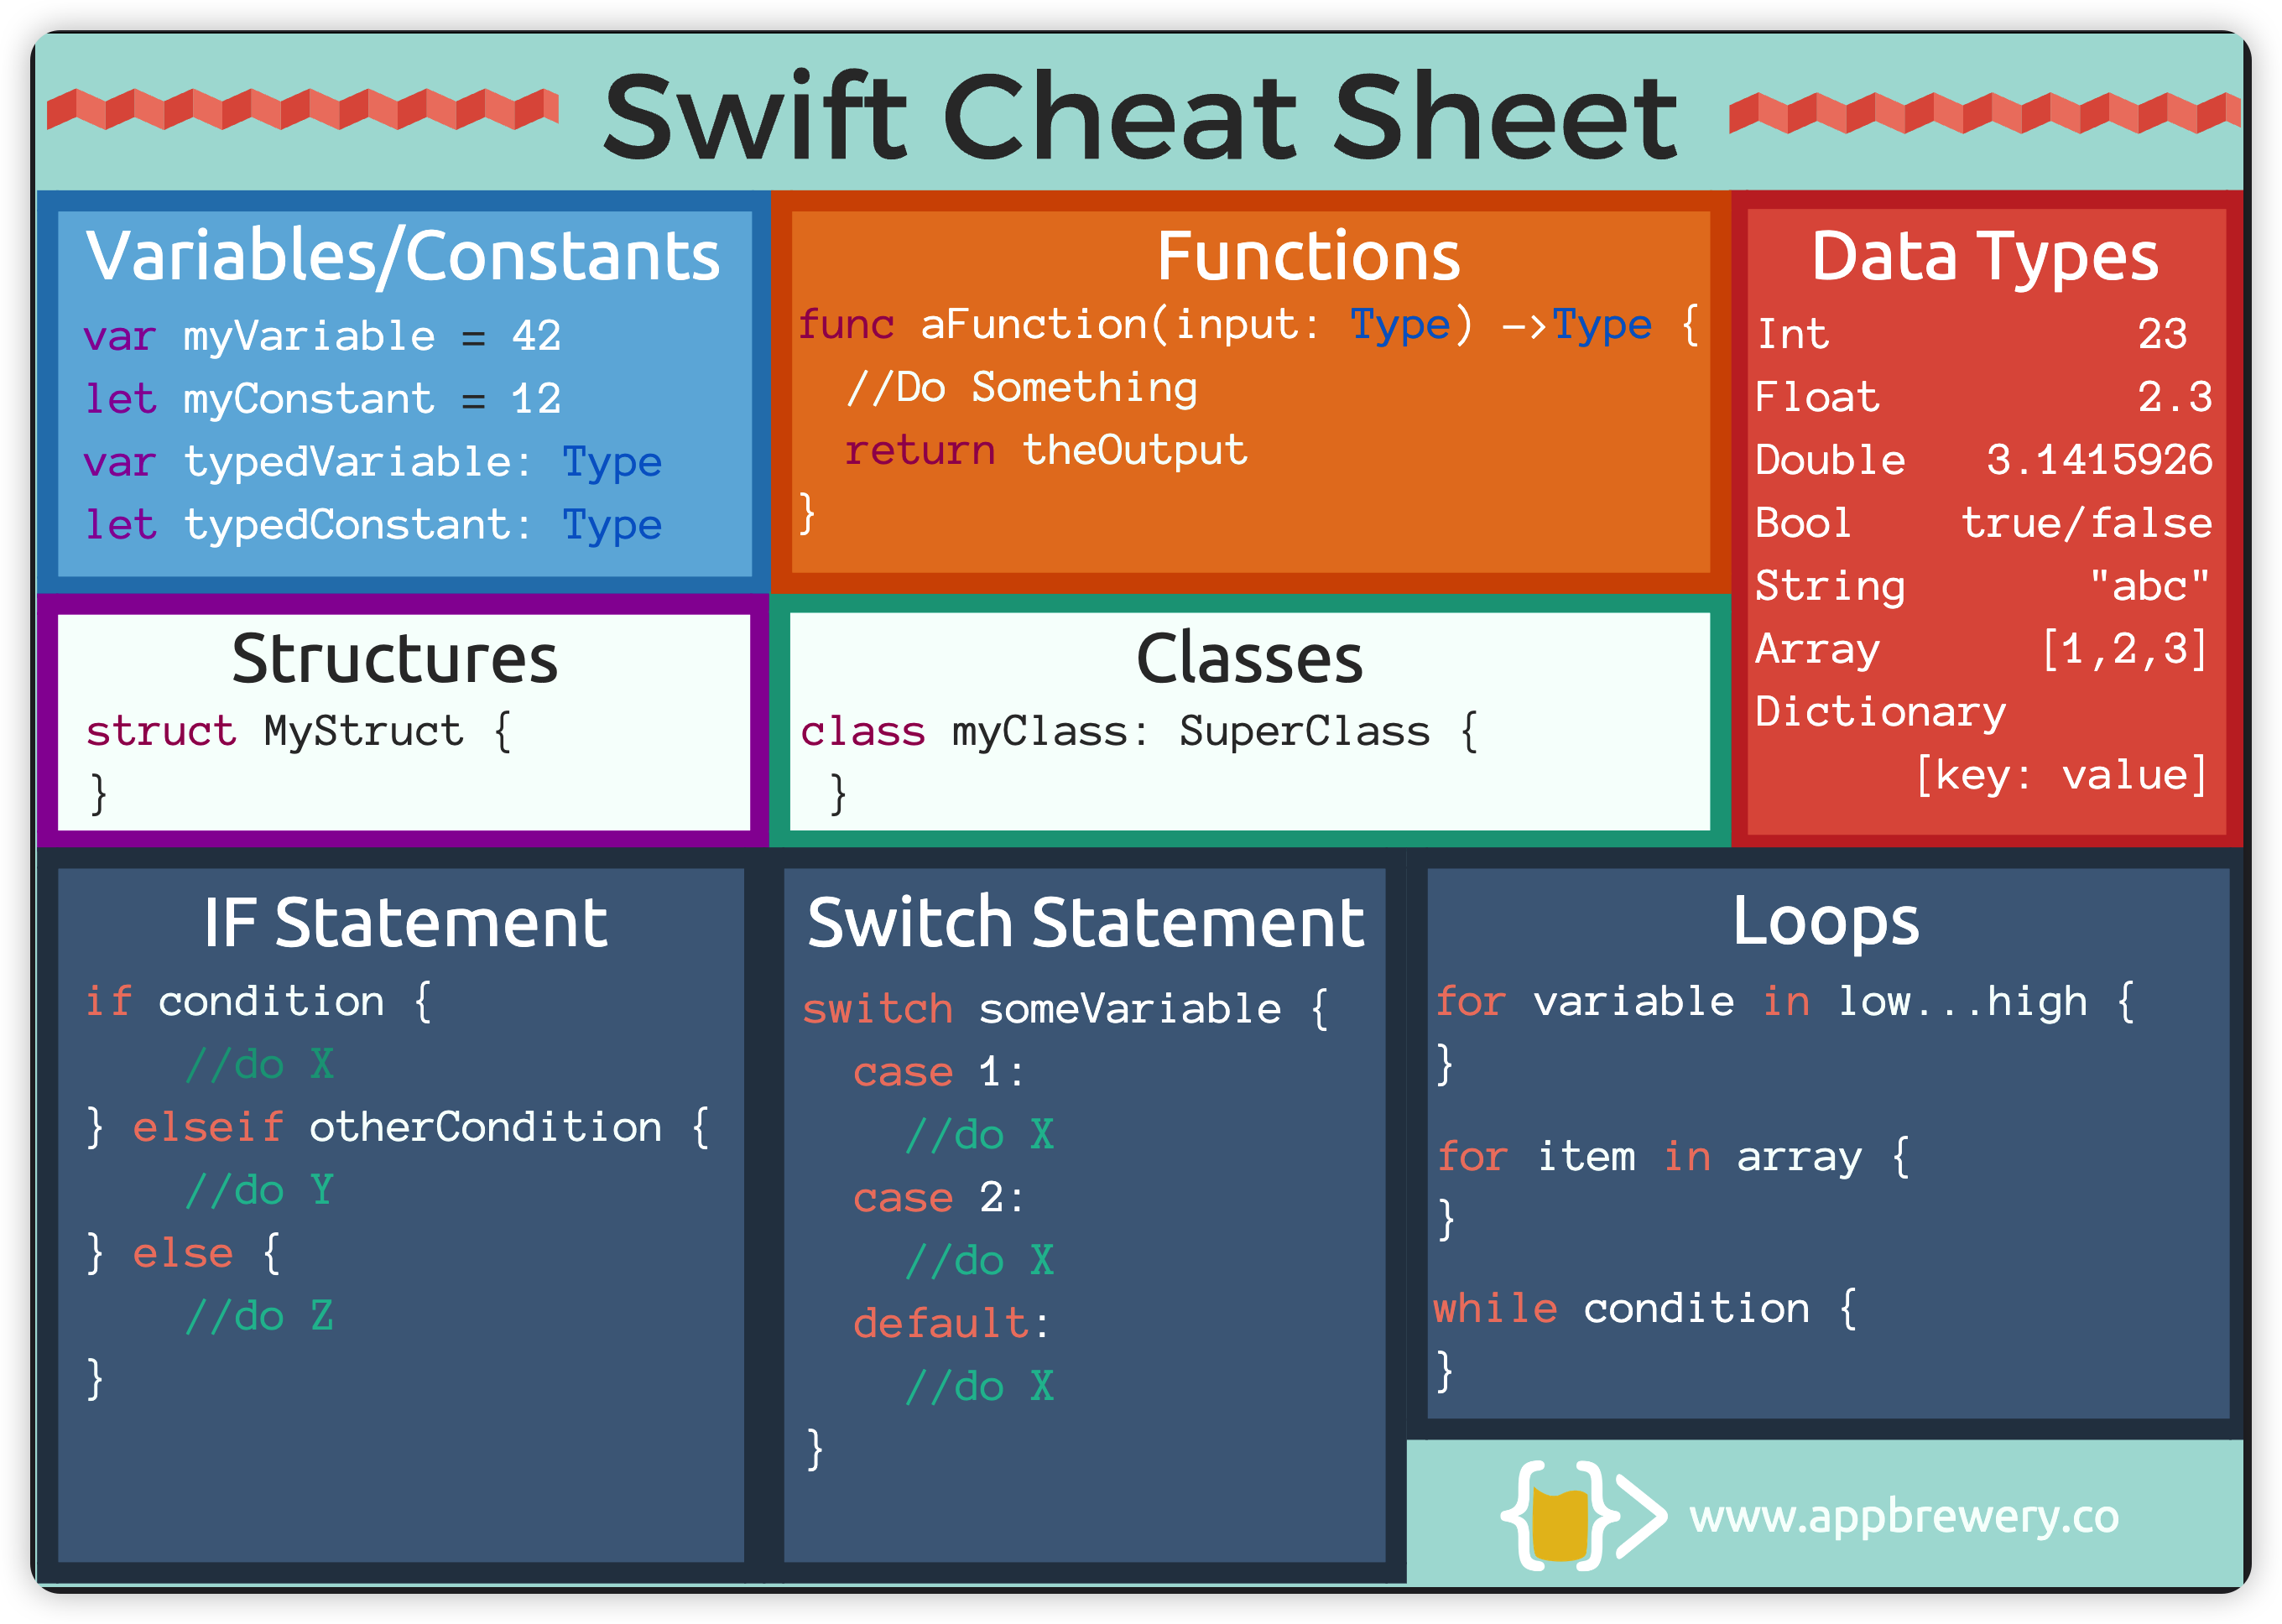 Swift Cheat Sheet
Variables/Constants
var myVariable = 42
let myConstant = 12
var typedVariable: Type
let typedConstant: Type
Functions
func aFunction(input: Type) ->Type {
//Do Something
return theOutput
}
Data Types
Int 23
Float 2.3
Double 3.1415926
Bool true/false
String "abc"
Array [1,2,3]
Dictionary
[key: value]
Structures
struct MyStruct {
}
Classes
class myClass: SuperClass {
}
IF Statement
if condition {
//do X
} elseif otherCondition {
//do Y
} else {
//do Z
}
Switch Statement
switch someVariable {
case 1:
//do X
case 2:
//do X
default:
//do X
}
Loops
for variable in low...high {
}
for item in array {
}
while condition {
}
www.appbrewery.co